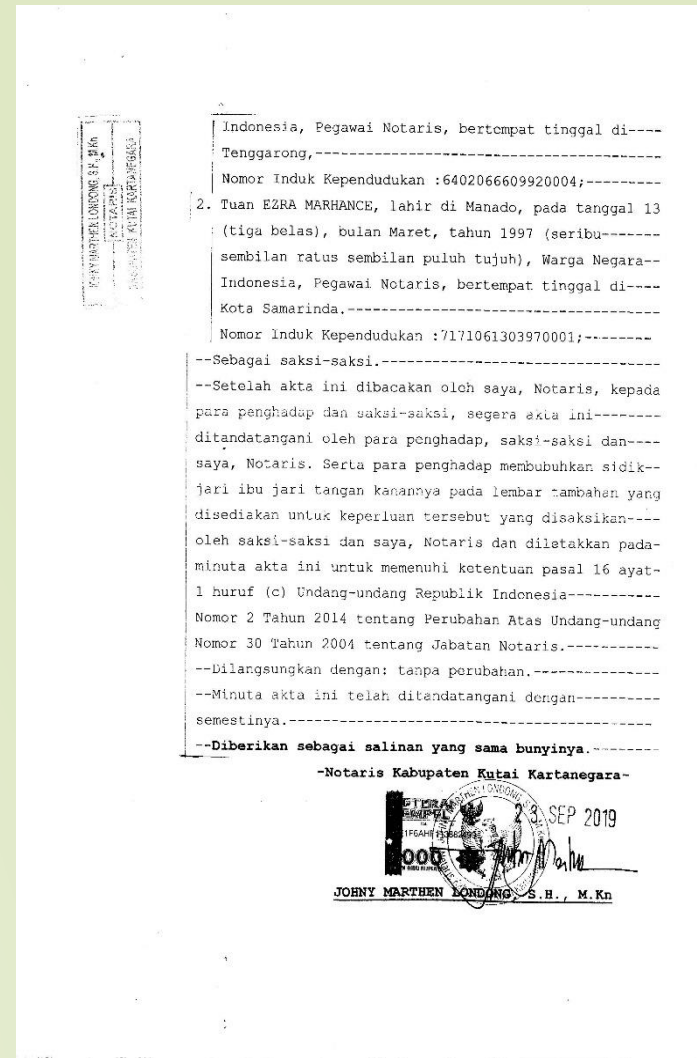 JOHNY MARTHEN LONDONG, S.H., M.Kn
NOTARIS
KABUPATEN KUTAI KARTANEGARA
Indonesia, Pegawai Notaris, bertempat tinggal di----
Tenggarong,---------------------------------------
Nomor Induk Kependudukan :6402066609920004;---------
2. Tuan EZRA MARHANCE, lahir di Manado, pada tanggal 13
(tiga belas), bulan Maret, tahun 1997 (seribu-------
sembilan ratus sembilan puluh tujuh), Warga Negara--
Indonesia, Pegawai Notaris, bertempat tinggal di----
Kota Samarinda.------------------------------------
Nomor Induk Kependudukan :7171061303970001;--------
--Sebagai saksi-saksi.--------------------------------
--Setelah akta ini dibacakan oleh saya, Notaris, kepada
para penghadap dan saksi-saksi, segera akta ini--------
ditandatangani oleh para penghadap, saksi-saksi dan----
saya, Notaris. Serta para penghadap membubuhkan sidik--
jari ibu jari tangan kanannya pada lembar tambahan yang
disediakan untuk keperluan tersebut yang disaksikan----
oleh saksi-saksi dan saya, Notaris dan diletakkan pada-
minuta akta ini untuk memenuhi ketentuan pasal 16 ayat-
1 huruf (c) Undang-undang Republik Indonesia-----------
Nomor 2 Tahun 2014 tentang Perubahan Atas Undang-undang
Nomor 30 Tahun 2004 tentang Jabatan Notaris.-----------
--Dilangsungkan dengan: tanpa perubahan.---------------
--Minuta akta ini telah ditandatangani dengan----------
semestinya.------------------------------------------
--Diberikan sebagai salinan yang sama bunyinya.--------
-Notaris Kabupaten Kutai Kartanegara-
SEP 2019
JOHNY MARTHEN LONDONG, S.H., M.Kn